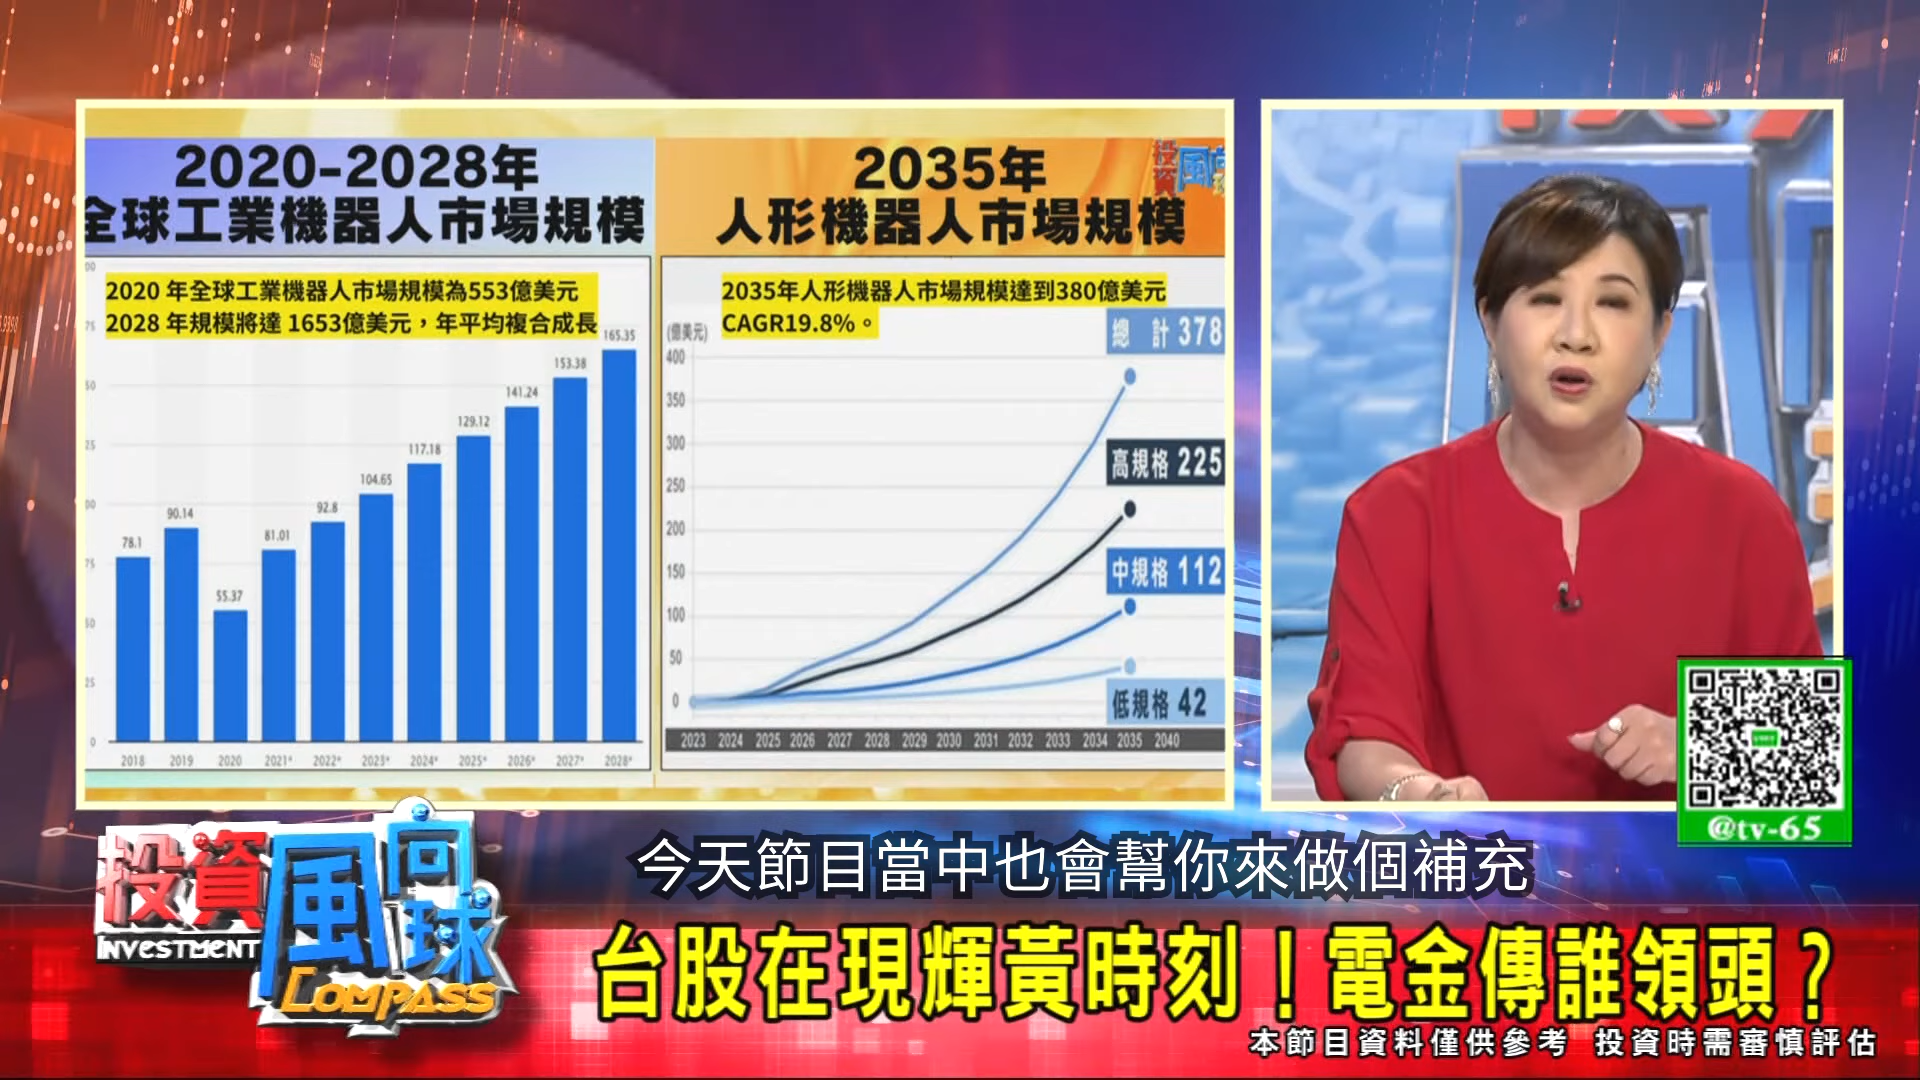 2020-2028年
全球工業機器人市場規模
2020 年全球工業機器人市場規模為553億美元
2028 年規模將達 1653億美元，年平均複合成長
165.35
153.38
141.24
129.12
117.18
104.65
92.8
90.14
81.01
78.1
55.37
0
2018 2019 2020 2021* 2022* 2023* 2024* 2025* 2026* 2027* 2028*
2035年
人形機器人市場規模
2035年人形機器人市場規模達到380億美元
CAGR19.8%。
(億美元)
總 計 378
高規格 225
中規格 112
低規格 42
400
350
300
250
200
150
100
50
0
2023 2024 2025 2026 2027 2028 2029 2030 2031 2032 2033 2034 2035 2040
@tv-65
投資風向球
INVESTMENT
COMPASS
今天節目當中也會幫你來做個補充
台股在現輝黃時刻！電金傳誰領頭？
本節目資料僅供參考 投資時需審慎評估